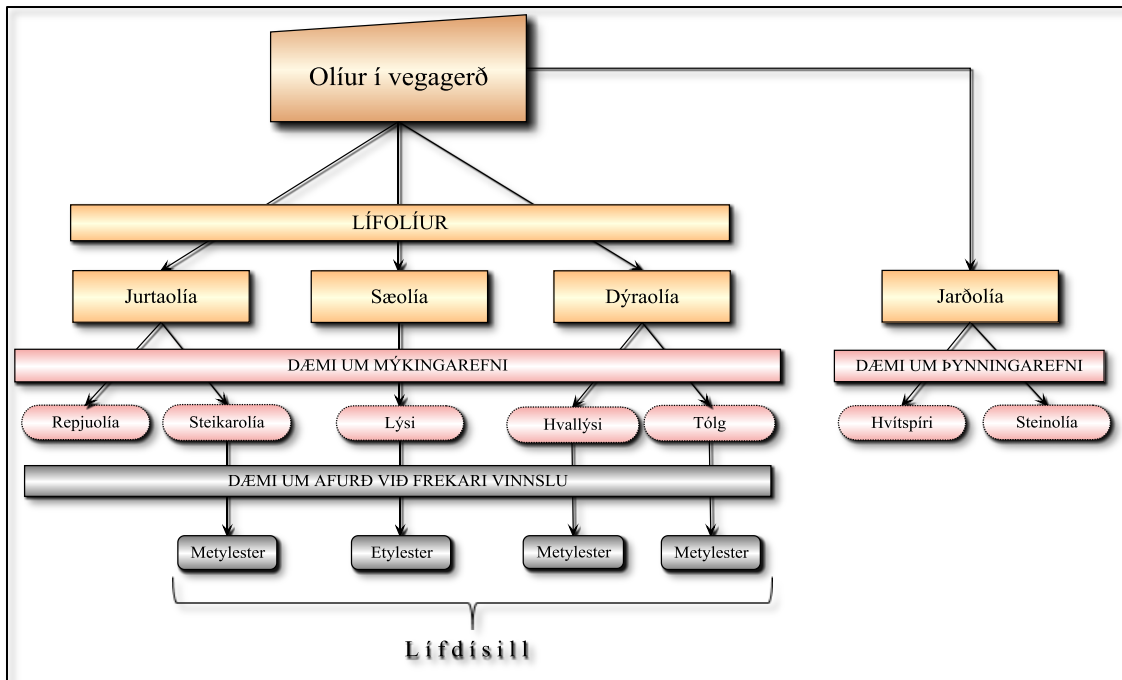 Olíur í vegagerð
LÍFOLÍUR
Jurtaolía
Sæolía
Dýraolía
Jarðolía
DÆMI UM MÝKINGAREFNI
DÆMI UM ÞYNNINGAREFNI
Repjuolía
Steikarolía
Lýsi
Hvallýsi
Tólg
Hvítspíri
Steinolía
DÆMI UM AFURÐ VIÐ FREKARI VINNSLU
Metylester
Etylester
Metylester
Metylester
Lífdísill